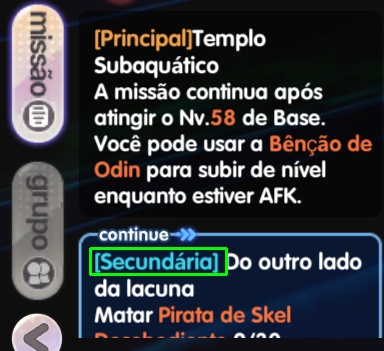 missão
[Principal]Templo
Subaquático
A missão continua após
atingir o Nv.58 de Base.
Você pode usar a Bênção de
Odin para subir de nível
enquanto estiver AFK.
grupo
continue
[Secundária] Do outro lado
da lacuna
Matar Pirata de Skel